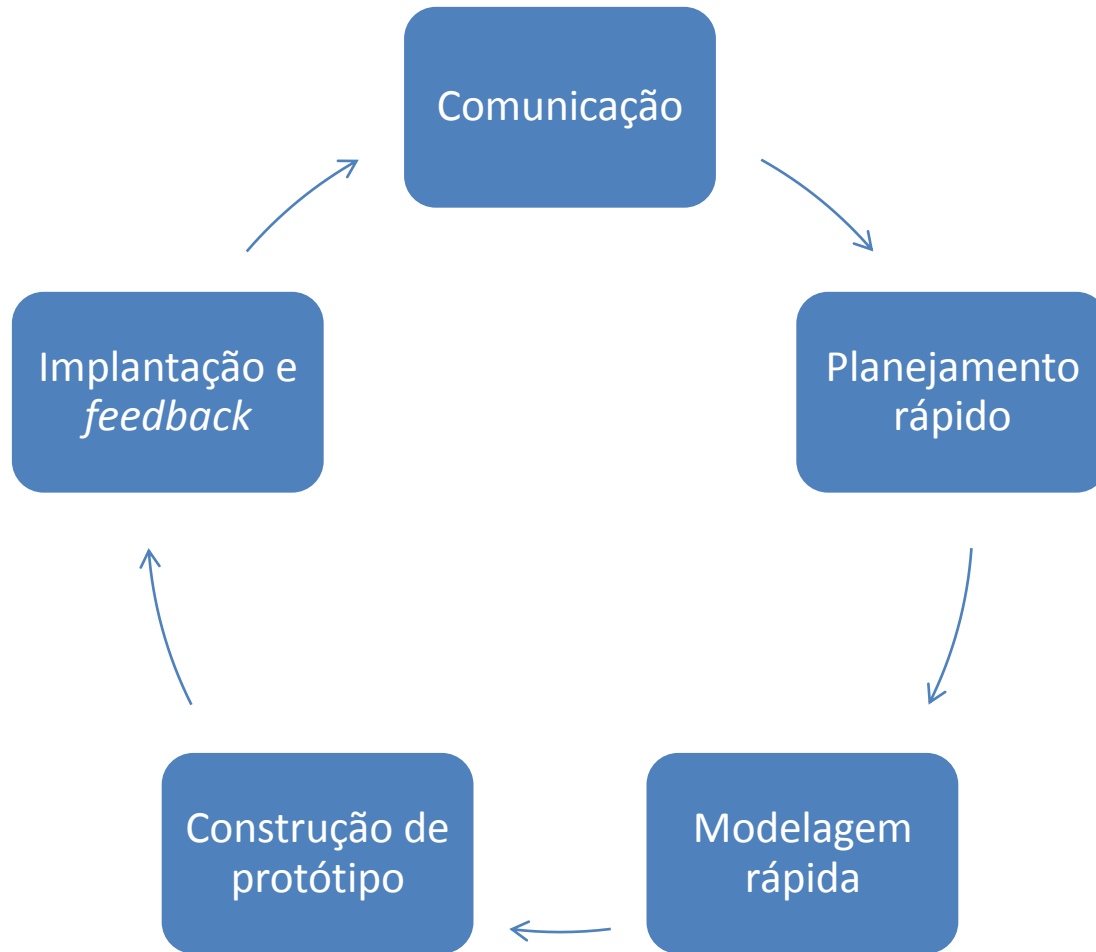 Comunicação
Planejamento
rápido
Modelagem
rápida
Construção de
protótipo
Implantação e
feedback